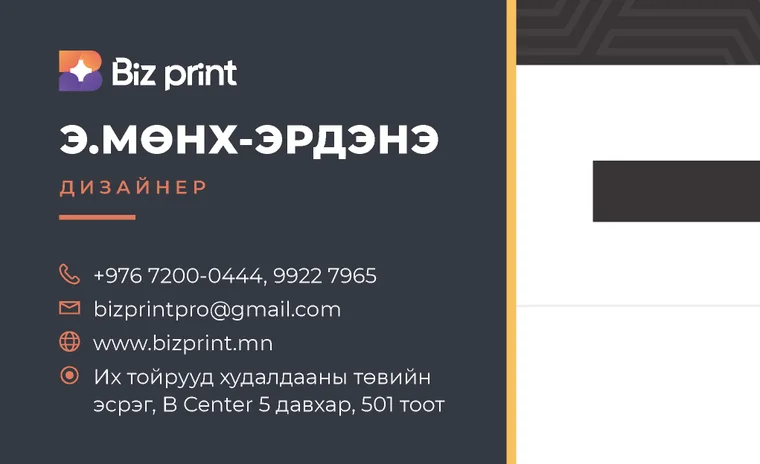 Biz print
Э.МӨНХ-ЭРДЭНЭ
ДИЗАЙНЕР
+976 7200-0444, 9922 7965
bizprintpro@gmail.com
www.bizprint.mn
Их тойрууд худалдааны төвийн
эсрэг, B Center 5 давхар, 501 тоот